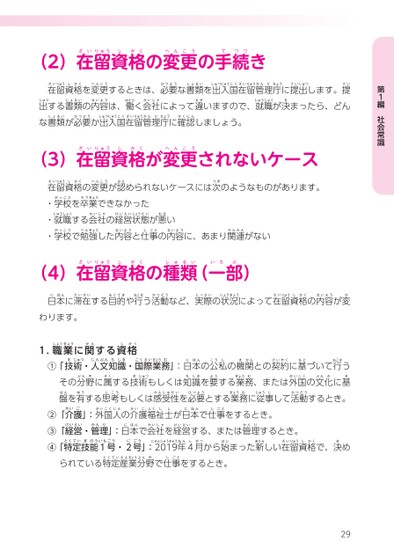 (2) 在留資格の変更の手続き
在留資格を変更するときは、必要な書類を出入国在留管理庁に提出します。提
出する書類の内容は、働く会社によって違いますので、就職が決まったら、どん
な書類が必要か出入国在留管理庁に確認しましょう。
第1編 社会常識
(3) 在留資格が変更されないケース
在留資格の変更が認められないケースには次のようなものがあります。
・学校を卒業できなかった
・就職する会社の経営状態が悪い
・学校で勉強した内容と仕事の内容に、あまり関連がない
(4) 在留資格の種類(一部)
日本に滞在する目的や行う活動など、実際の状況によって在留資格の内容が変
わります。
1. 職業に関する資格
①「技術・人文知識・国際業務」:日本の公私の機関との契約に基づいて行う
その分野に属する技術もしくは知識を要する業務、または外国の文化に基
盤を有する思考もしくは感受性を必要とする業務に従事して活動するとき。
②「介護」:外国人の介護福祉士が日本で仕事をするとき。
③「経営・管理」:日本で会社を経営する、または管理するとき。
④「特定技能1号・2号」:2019年4月から始まった新しい在留資格で、決め
られている特定産業分野で仕事をするとき。
29